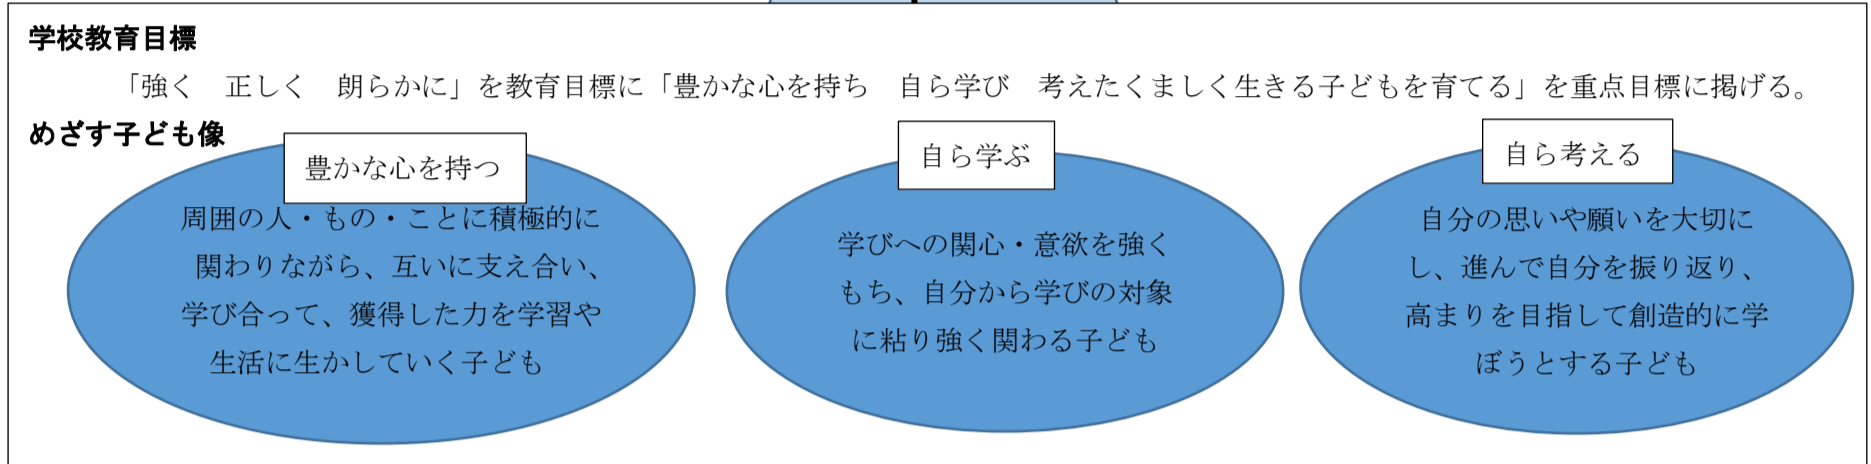 学校教育目標
「強く　正しく　朗らかに」を教育目標に「豊かな心を持ち　自ら学び　考えたくましく生きる子どもを育てる」を重点目標に掲げる。
めざす子ども像
豊かな心を持つ
周囲の人・もの・ことに積極的に
関わりながら、互いに支え合い、
学び合って、獲得した力を学習や
生活に生かしていく子ども
自ら学ぶ
学びへの関心・意欲を強く
もち、自分から学びの対象
に粘り強く関わる子ども
自ら考える
自分の思いや願いを大切に
し、進んで自分を振り返り、
高まりを目指して創造的に学
ぼうとする子ども